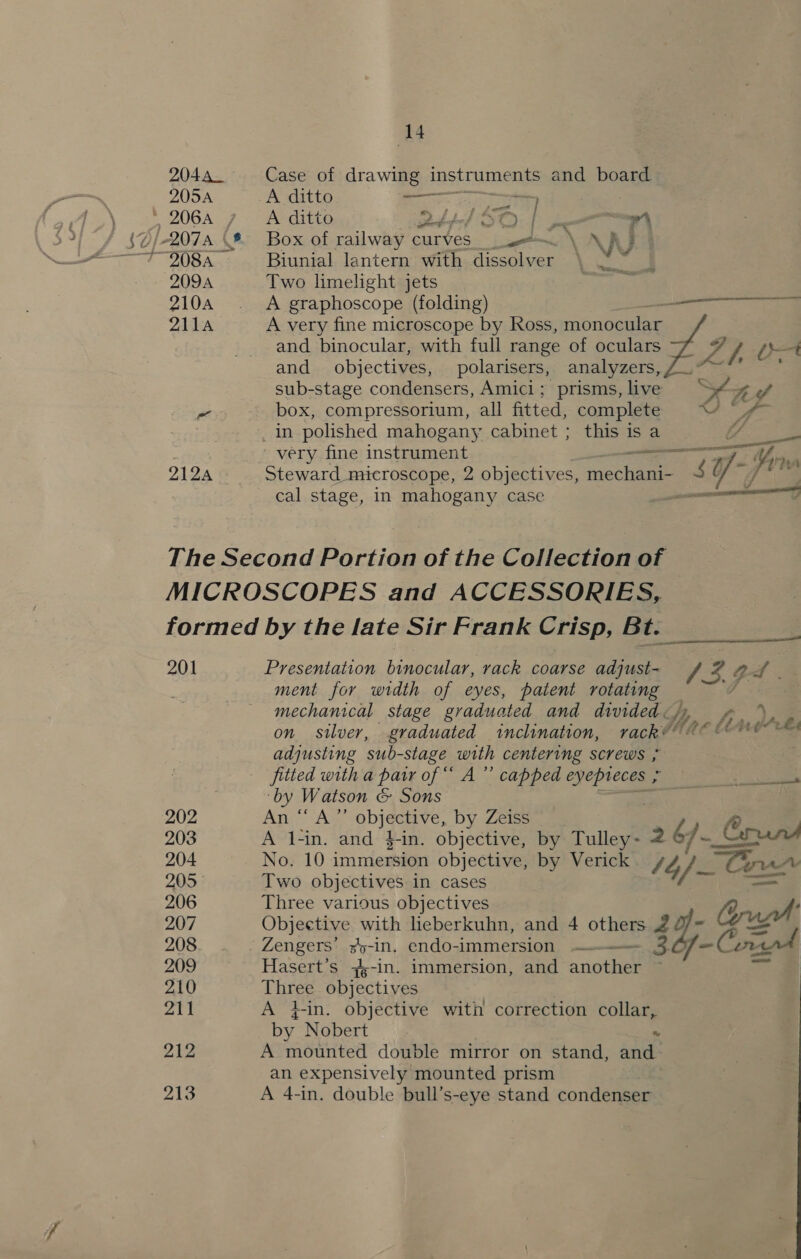 14
204A Case of drawing instruments and board
205A A ditto
206A A ditto
207A Box of railway curves
208A Biunial lantern with dissolver
209A Two limelight jets
210A A graphoscope (folding)
211A A very fine microscope by Ross, monocular
and binocular, with full range of oculars
and objectives, polarisers, analyzers,
sub-stage condensers, Amici; prisms, live
box, compressorium, all fitted, complete
in polished mahogany cabinet ; this is a
very fine instrument
212A Steward microscope, 2 objectives, mechani-
cal stage, in mahogany case
The Second Portion of the Collection of
MICROSCOPES and ACCESSORIES,
formed by the late Sir Frank Crisp, Bt.
201 Presentation binocular, rack coarse adjust-
ment for width of eyes, patent rotating
mechanical stage graduated and divided
on silver, graduated inclination, rack
adjusting sub-stage with centering screws ;
fitted with a pair of “ A ” capped eyepieces ;
by Watson & Sons
202 An “ A ” objective, by Zeiss
203 A 1-in. and ¼-in. objective, by Tulley
204 No. 10 immersion objective, by Verick
205 Two objectives in cases
206 Three various objectives
207 Objective with lieberkuhn, and 4 others
208 Zengers’ -in. endo-immersion
209 Hasert’s -in. immersion, and another
210 Three objectives
211 A ¼-in. objective with correction collar,
by Nobert
212 A mounted double mirror on stand, and
an expensively mounted prism
213 A 4-in. double bull’s-eye stand condenser